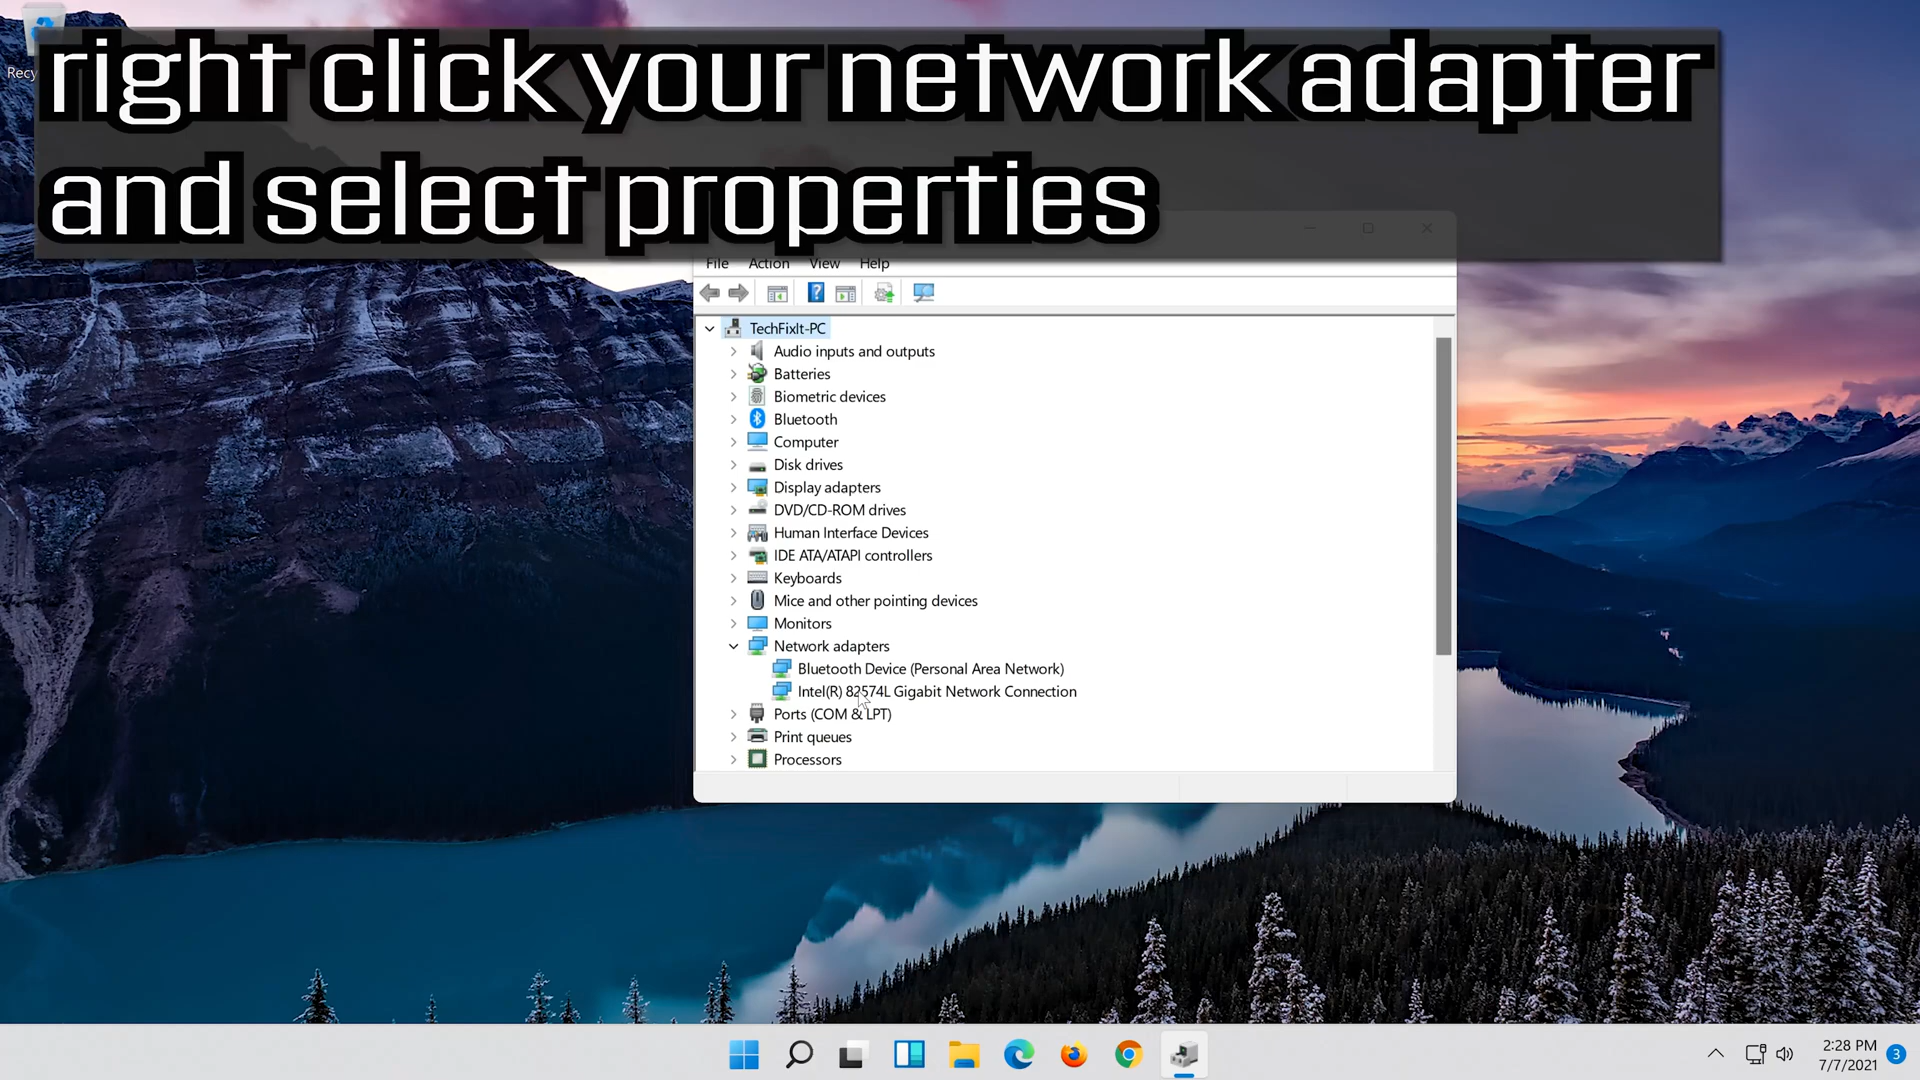 right click your network adapter
and select properties
Recy
File Action View Help
TechFixIt-PC
Audio inputs and outputs
Batteries
Biometric devices
Bluetooth
Computer
Disk drives
Display adapters
DVD/CD-ROM drives
Human Interface Devices
IDE ATA/ATAPI controllers
Keyboards
Mice and other pointing devices
Monitors
Network adapters
Bluetooth Device (Personal Area Network)
Intel(R) 82574L Gigabit Network Connection
Ports (COM & LPT)
Print queues
Processors
2:28 PM
7/7/2021
3